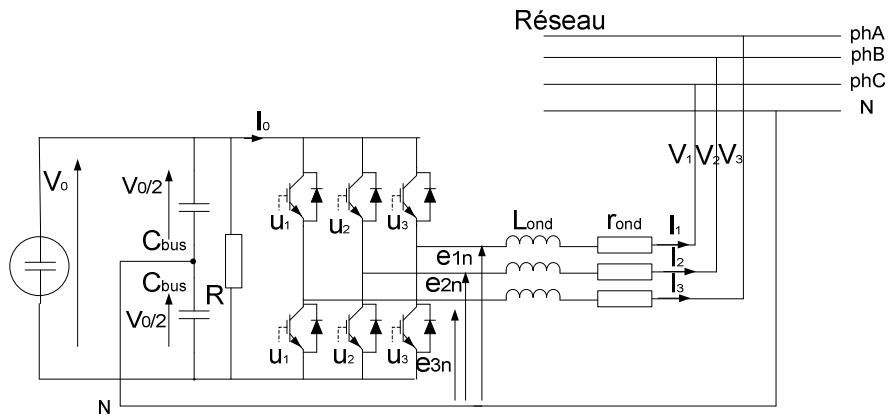 Réseau
phA
phB
phC
N
I0
V0
V0/2
Cbus
Cbus
V0/2
R
u1
u2
u3
u1
u2
u3
e1n
e2n
e3n
Lond
rond
V1
V2
V3
I1
I2
I3
N